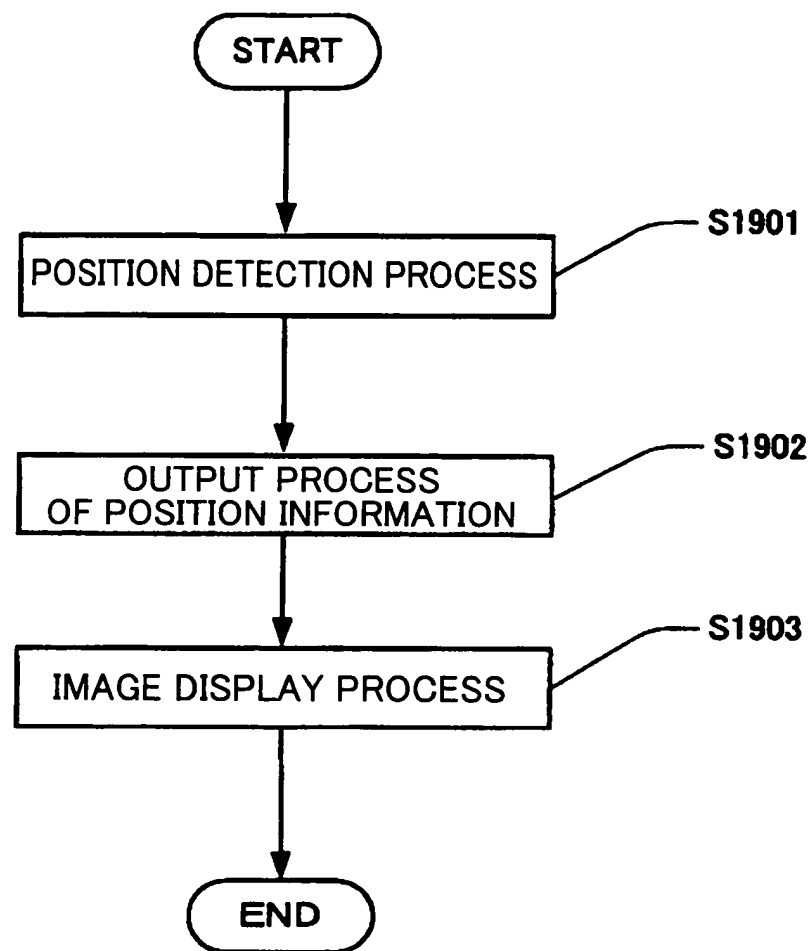 START
S1901
POSITION DETECTION PROCESS
S1902
OUTPUT PROCESS
OF POSITION INFORMATION
S1903
IMAGE DISPLAY PROCESS
END